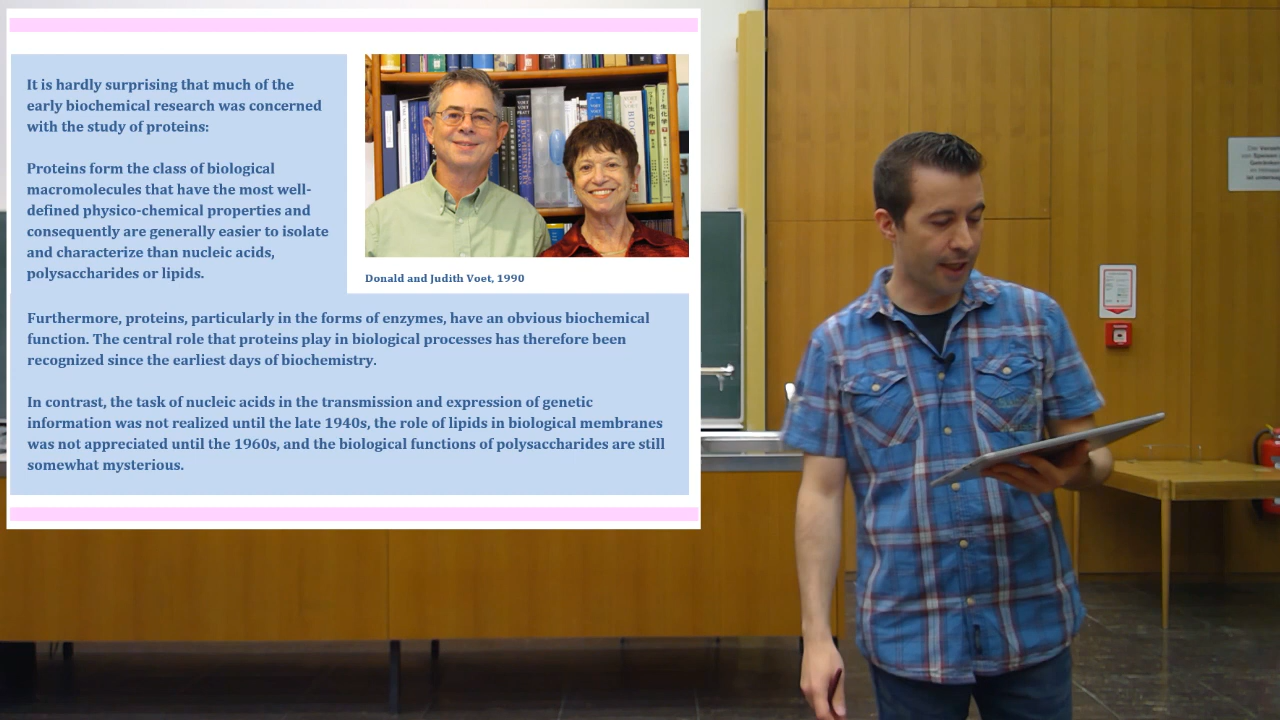 It is hardly surprising that much of the
early biochemical research was concerned
with the study of proteins:
Proteins form the class of biological
macromolecules that have the most well-
defined physico-chemical properties and
consequently are generally easier to isolate
and characterize than nucleic acids,
polysaccharides or lipids.
Donald and Judith Voet, 1990
Furthermore, proteins, particularly in the forms of enzymes, have an obvious biochemical
function. The central role that proteins play in biological processes has therefore been
recognized since the earliest days of biochemistry.
In contrast, the task of nucleic acids in the transmission and expression of genetic
information was not realized until the late 1940s, the role of lipids in biological membranes
was not appreciated until the 1960s, and the biological functions of polysaccharides are still
somewhat mysterious.